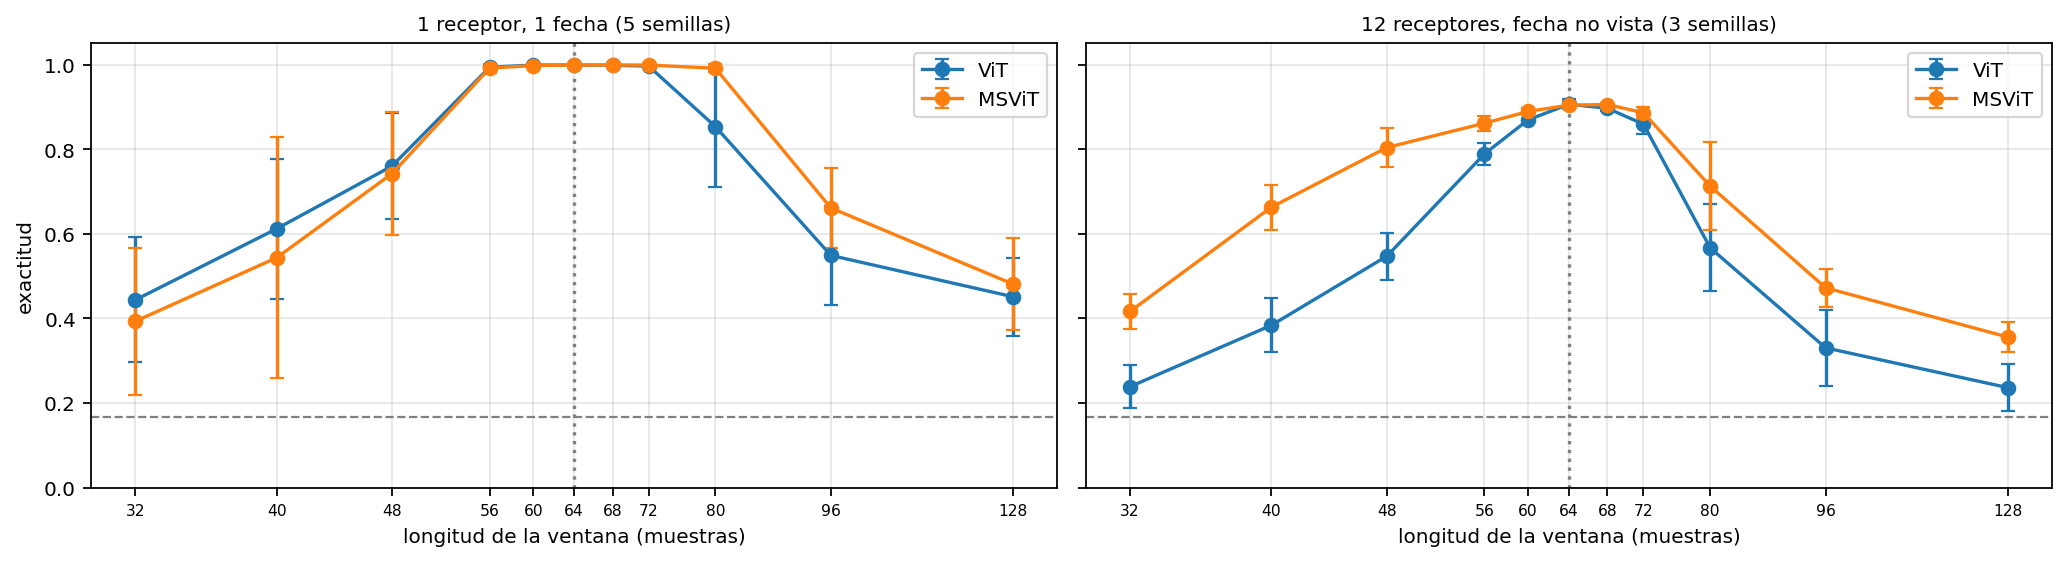 1 receptor, 1 fecha (5 semillas)
exactitud
1.0
0.8
0.6
0.4
0.2
0.0
ViT
MSViT
32 40 48 56 60 64 68 72 80 96 128
longitud de la ventana (muestras)
12 receptores, fecha no vista (3 semillas)
ViT
MSViT
32 40 48 56 60 64 68 72 80 96 128
longitud de la ventana (muestras)